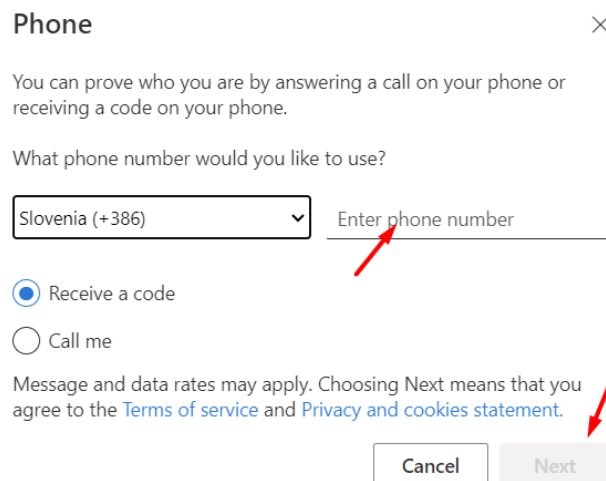 Phone
You can prove who you are by answering a call on your phone or
receiving a code on your phone.
What phone number would you like to use?
Slovenia (+386)
Enter phone number
Receive a code
Call me
Message and data rates may apply. Choosing Next means that you
agree to the Terms of service and Privacy and cookies statement.
Cancel
Next